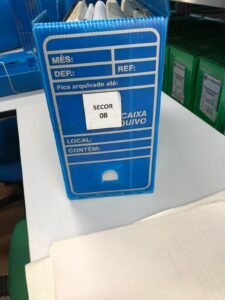 MÊS:
DEP.: REF:
Fica arquivado até:
SECOR
08
CAIXA
QUIVO
LOCAL:
CONTÉM: